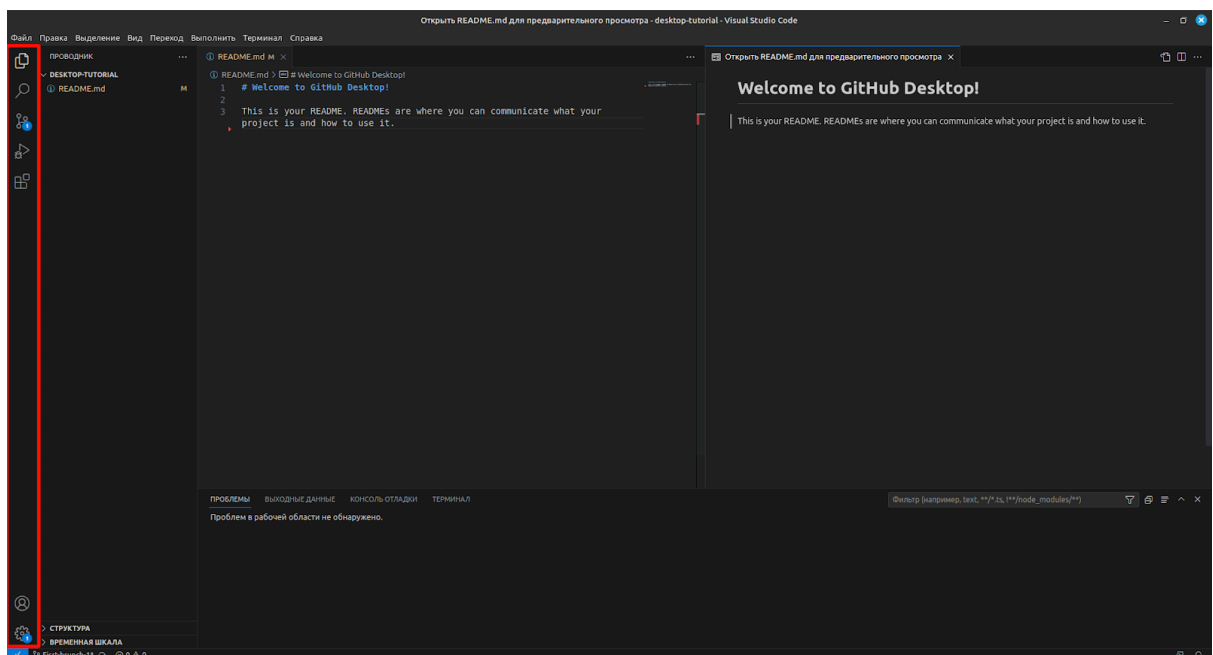 Открыть README.md для предварительного просмотра - desktop-tutorial - Visual Studio Code
Файл Правка Выделение Вид Переход Выполнить Терминал Справка
ПРОВОДНИК
DESKTOP-TUTORIAL
README.md M
README.md M
README.md > # Welcome to GitHub Desktop!
1 # Welcome to GitHub Desktop!
2
3 This is your README. READMEs are where you can communicate what your
project is and how to use it.
Открыть README.md для предварительного просмотра
Welcome to GitHub Desktop!
This is your README. READMEs are where you can communicate what your project is and how to use it.
ПРОБЛЕМЫ ВЫХОДНЫЕ ДАННЫЕ КОНСОЛЬ ОТЛАДКИ ТЕРМИНАЛ
Фильтр (например, text, **/*.ts, !**/node_modules/**)
Проблем в рабочей области не обнаружено.
1
1
СТРУКТУРА
ВРЕМЕННАЯ ШКАЛА